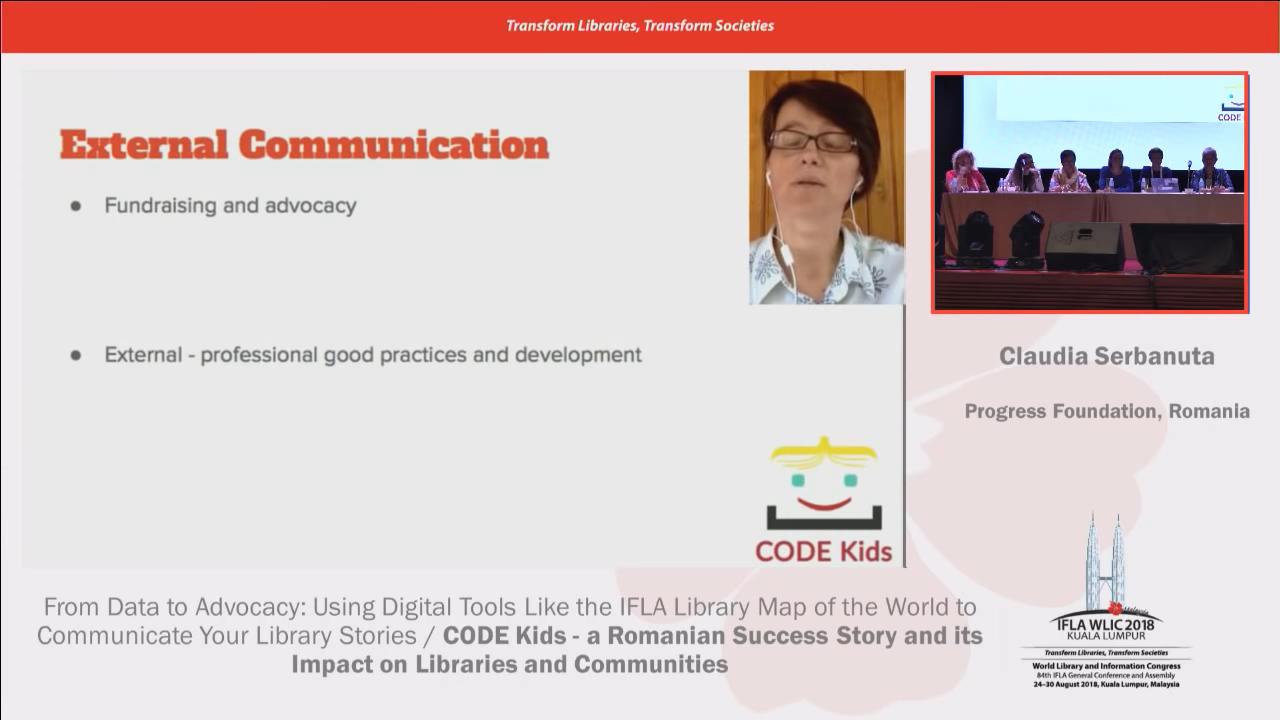 Transform Libraries, Transform Societies
External Communication
● Fundraising and advocacy
● External - professional good practices and development
CODE Kids
CODE
Claudia Serbanuta
Progress Foundation, Romania
From Data to Advocacy: Using Digital Tools Like the IFLA Library Map of the World to
Communicate Your Library Stories / CODE Kids - a Romanian Success Story and its
Impact on Libraries and Communities
Malaysia
IFLA WLIC 2018
KUALA LUMPUR
Transform Libraries, Transform Societies
World Library and Information Congress
84th IFLA General Conference and Assembly
24–30 August 2018, Kuala Lumpur, Malaysia